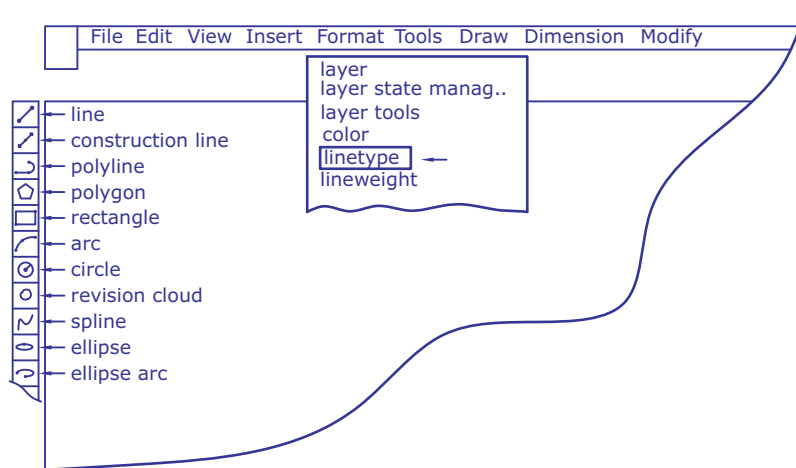 File Edit View Insert Format Tools Draw Dimension Modify
layer
layer state manag..
layer tools
color
linetype
lineweight
line
construction line
polyline
polygon
rectangle
arc
circle
revision cloud
spline
ellipse
ellipse arc